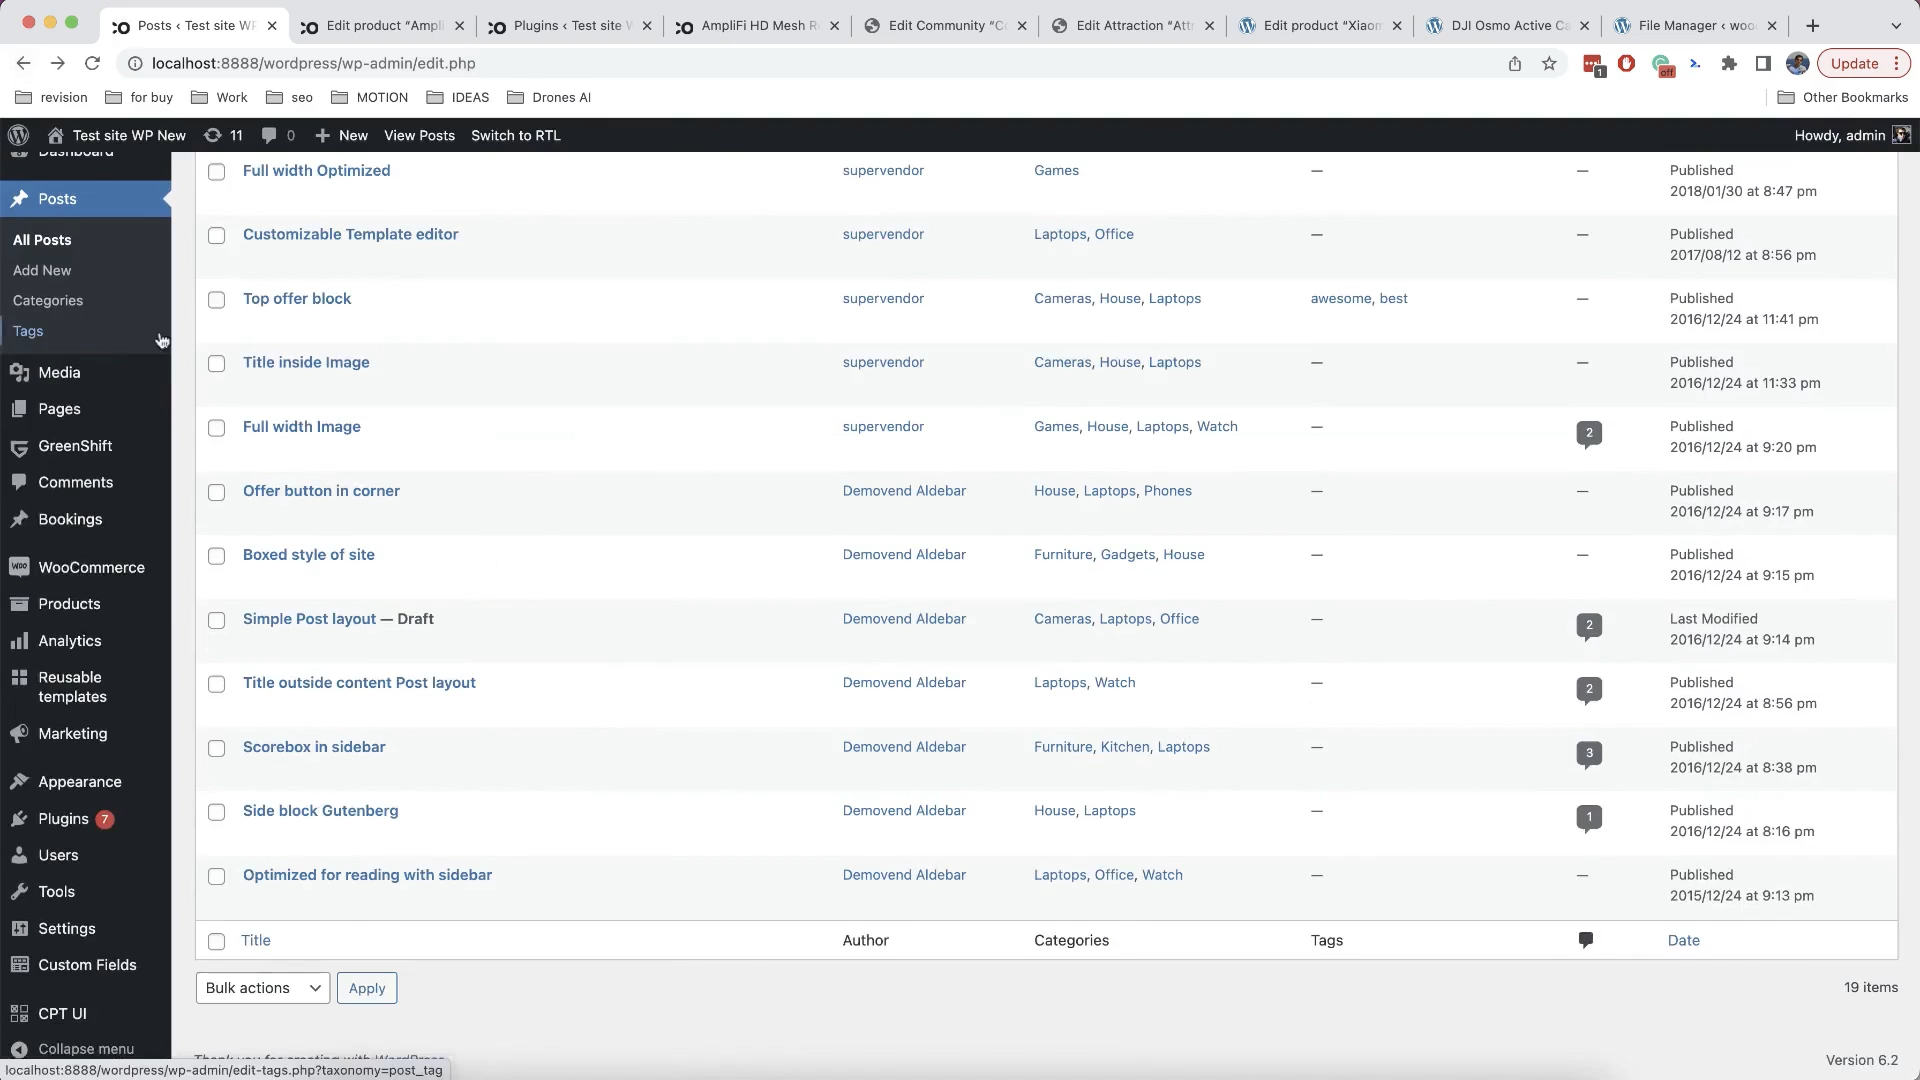 Posts ‹ Test site WP
Edit product “Ampli
Plugins ‹ Test site W
AmpliFi HD Mesh R
Edit Community “Co
Edit Attraction “Attr
Edit product “Xiaom
DJI Osmo Active Ca
File Manager ‹ woo
localhost:8888/wordpress/wp-admin/edit.php
1
off
Update
revision
for buy
Work
seo
MOTION
IDEAS
Drones AI
Other Bookmarks
Test site WP New
11
0
New
View Posts
Switch to RTL
Howdy, admin
Dashboard
Posts
All Posts
Add New
Categories
Tags
Media
Pages
GreenShift
Comments
Bookings
WooCommerce
Products
Analytics
Reusable
templates
Marketing
Appearance
Plugins 7
Users
Tools
Settings
Custom Fields
CPT UI
Collapse menu
Full width Optimized supervendor Games — — Published
2018/01/30 at 8:47 pm
Customizable Template editor supervendor Laptops, Office — — Published
2017/08/12 at 8:56 pm
Top offer block supervendor Cameras, House, Laptops awesome, best — Published
2016/12/24 at 11:41 pm
Title inside Image supervendor Cameras, House, Laptops — — Published
2016/12/24 at 11:33 pm
Full width Image supervendor Games, House, Laptops, Watch — 2 Published
2016/12/24 at 9:20 pm
Offer button in corner Demovend Aldebar House, Laptops, Phones — — Published
2016/12/24 at 9:17 pm
Boxed style of site Demovend Aldebar Furniture, Gadgets, House — — Published
2016/12/24 at 9:15 pm
Simple Post layout — Draft Demovend Aldebar Cameras, Laptops, Office — 2 Last Modified
2016/12/24 at 9:14 pm
Title outside content Post layout Demovend Aldebar Laptops, Watch — 2 Published
2016/12/24 at 8:56 pm
Scorebox in sidebar Demovend Aldebar Furniture, Kitchen, Laptops — 3 Published
2016/12/24 at 8:38 pm
Side block Gutenberg Demovend Aldebar House, Laptops — 1 Published
2016/12/24 at 8:16 pm
Optimized for reading with sidebar Demovend Aldebar Laptops, Office, Watch — — Published
2015/12/24 at 9:13 pm
Title Author Categories Tags Date
Bulk actions
Apply
19 items
Thank you for creating with WordPress
Version 6.2
localhost:8888/wordpress/wp-admin/edit-tags.php?taxonomy=post_tag